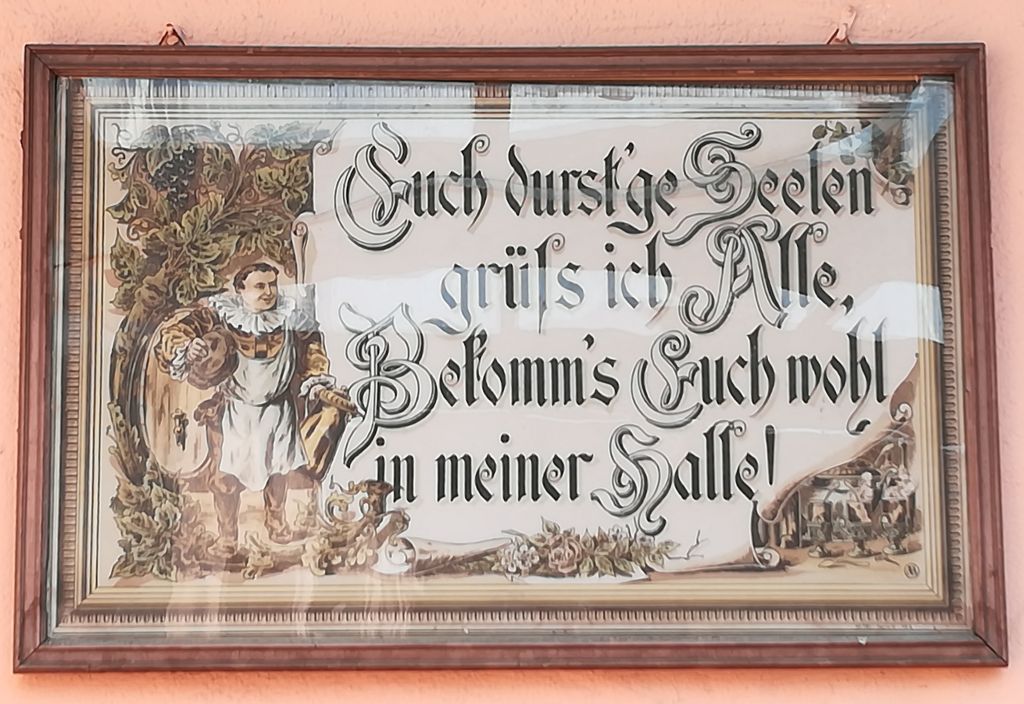 Euch durst'ge Seelen
grüſs ich Alle,
Bekomm's Euch wohl
in meiner Halle!